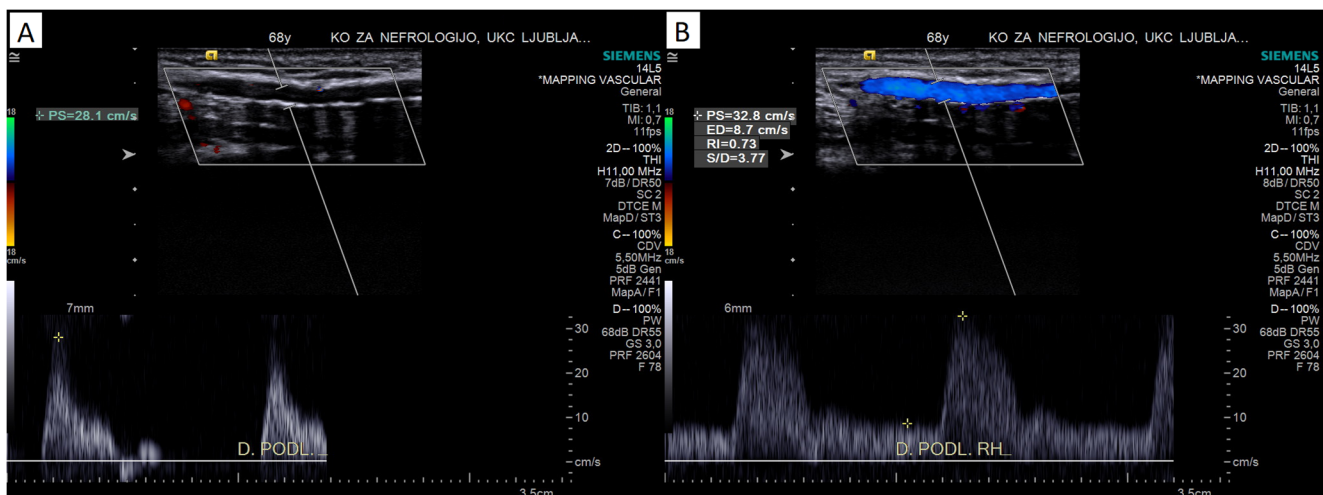 A
68y
KO ZA NEFROLOGIJO, UKC LJUBLJA...
SIEMENS
14L5
*MAPPING VASCULAR
General
TIB: 1,1
MI: 0,7
11fps
2D--100%
THI
H11,00 MHz
7dB/DR50
SC 2
DTCE M
MapD/ST3
C--100%
CDV
5,50MHz
5dB Gen
PRF 2441
MapA/F1
D--100%
PW
68dB DR55
GS 3,0
PRF 2604
F 78
PS=28.1 cm/s
18
18
cm/s
7mm
30
20
10
cm/s
D. PODL._
3.5cm
B
68y
KO ZA NEFROLOGIJO, UKC LJUBLJA...
SIEMENS
14L5
*MAPPING VASCULAR
General
TIB: 1,1
MI: 0,7
11fps
2D--100%
THI
H11,00 MHz
8dB/DR50
SC 2
DTCE M
MapD/ST3
C--100%
CDV
5,50MHz
5dB Gen
PRF 2441
MapA/F1
D--100%
PW
68dB DR55
GS 3,0
PRF 2604
F 78
PS=32.8 cm/s
ED=8.7 cm/s
RI=0.73
S/D=3.77
18
18
cm/s
6mm
30
20
10
cm/s
D. PODL. RH_
3.5cm